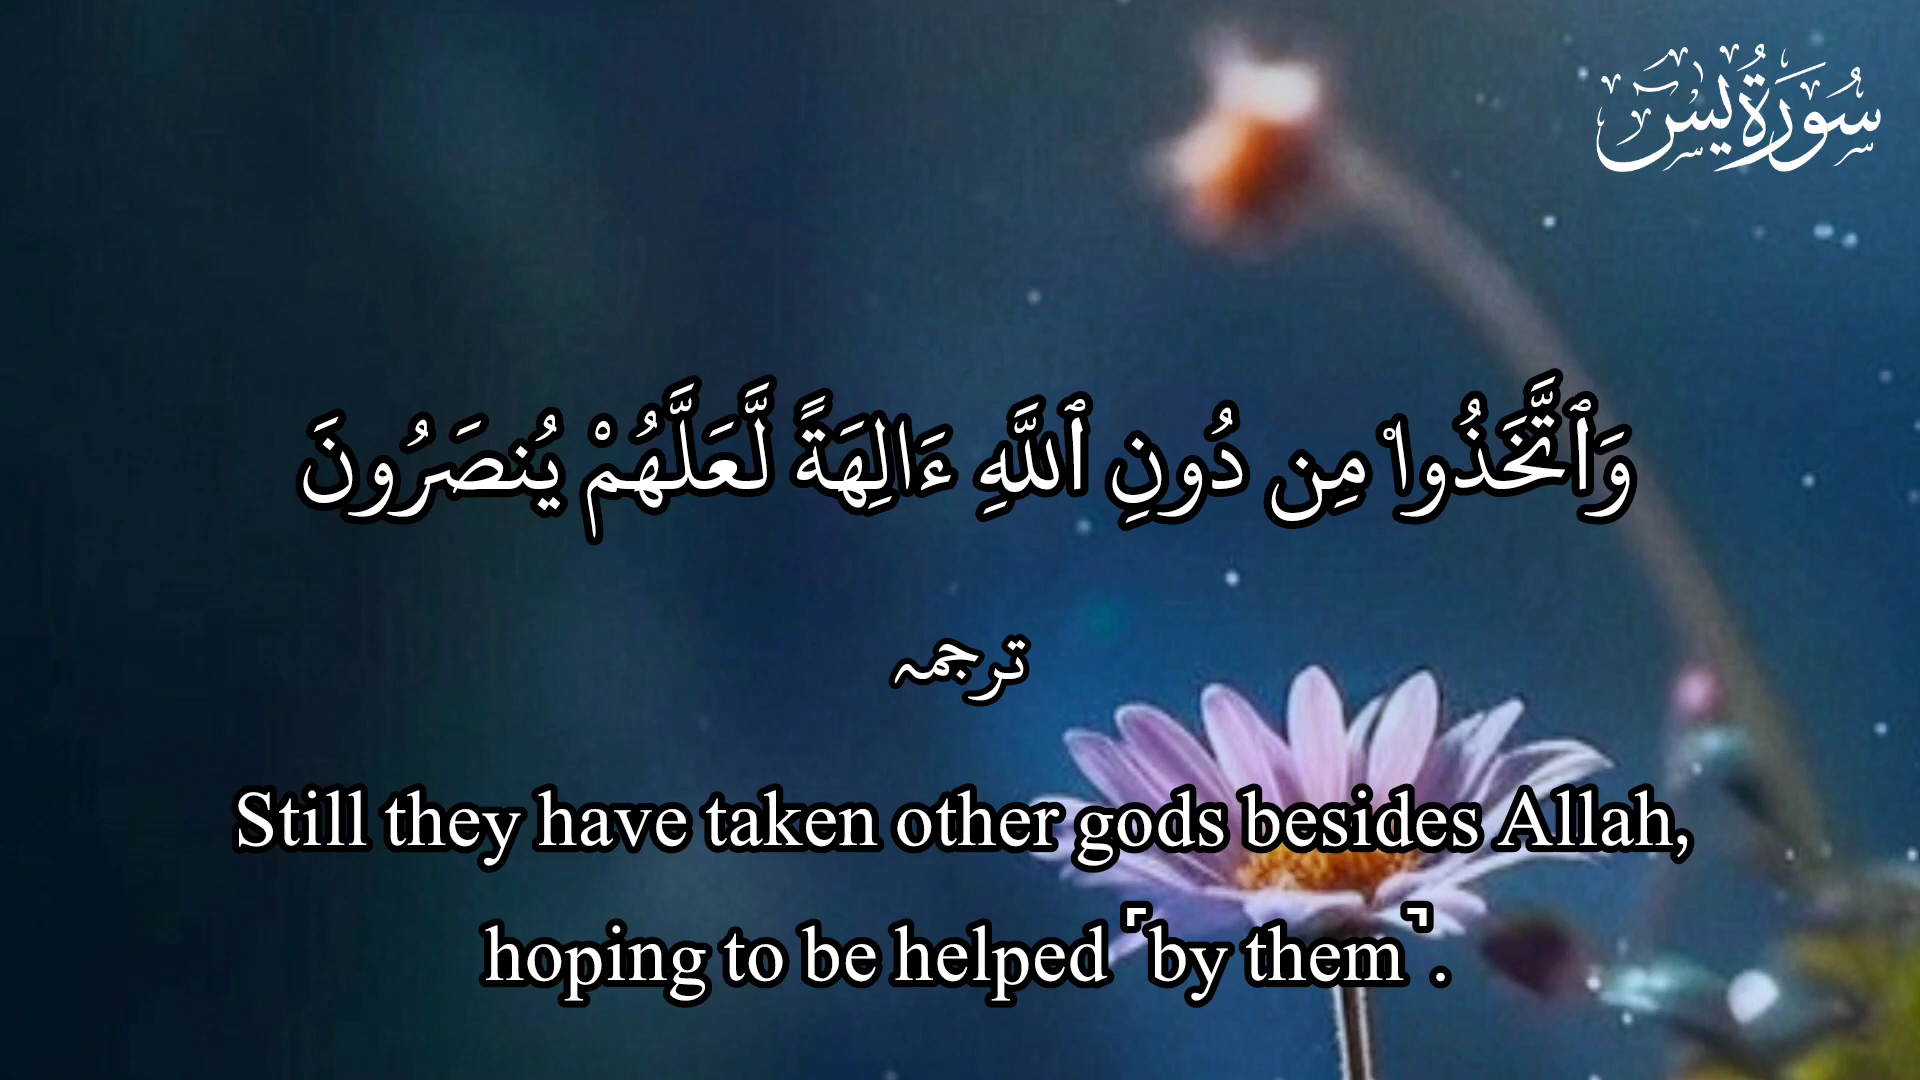 سُورَةُ يسٓ
وَٱتَّخَذُوا۟ مِن دُونِ ٱللَّهِ ءَالِهَةً لَّعَلَّهُمْ يُنصَرُونَ
ترجمہ
Still they have taken other gods besides Allah,
hoping to be helped ⌜by them⌝.